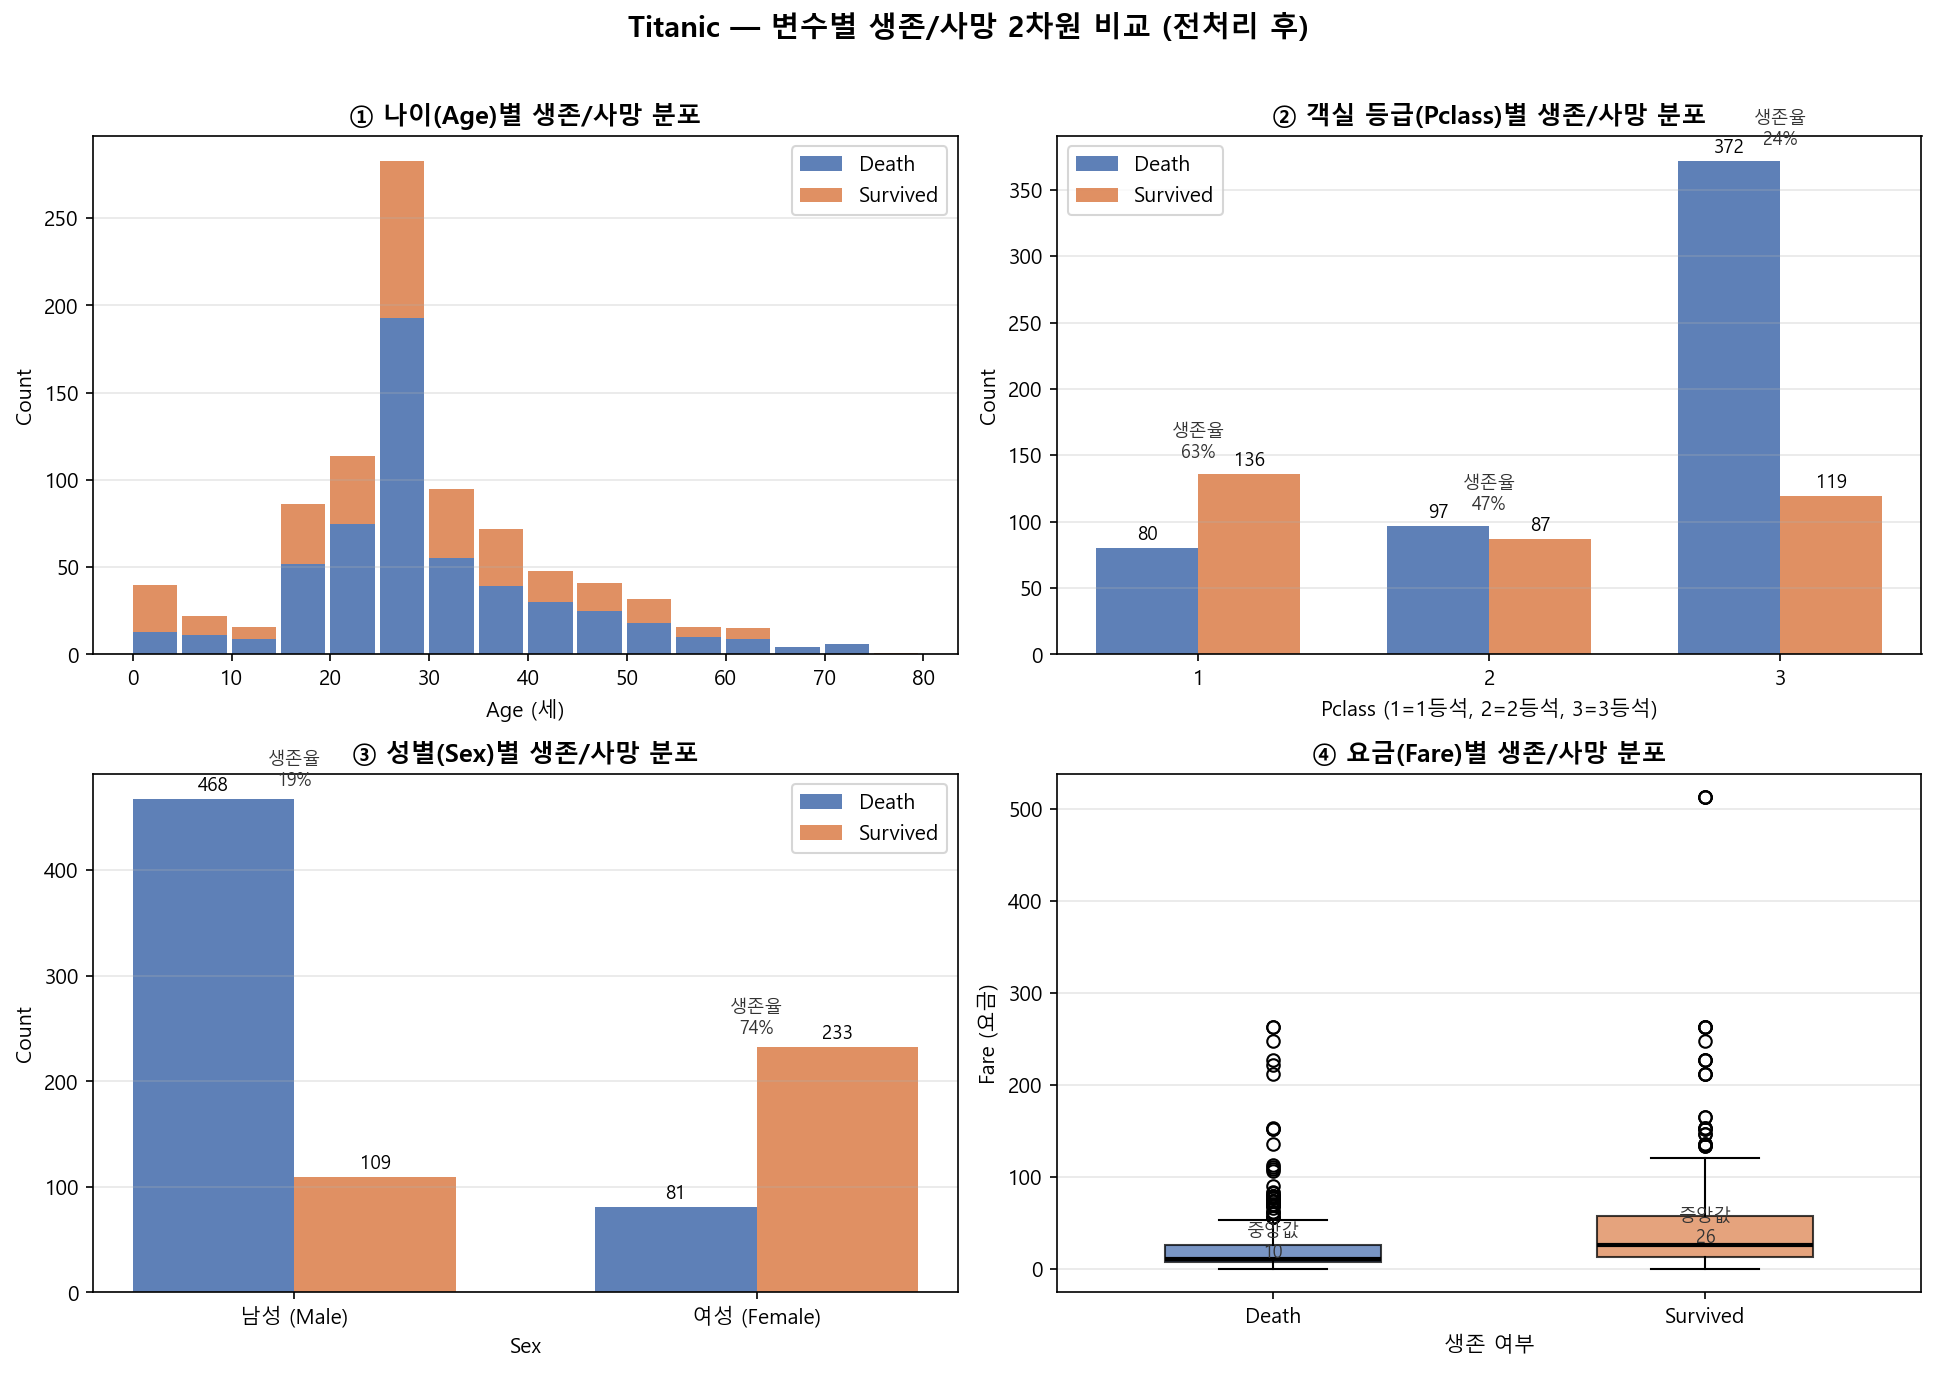 Titanic — 변수별 생존/사망 2차원 비교 (전처리 후)
① 나이(Age)별 생존/사망 분포
Death
Survived
250
200
150
100
50
0
Count
0 10 20 30 40 50 60 70 80
Age (세)
② 객실 등급(Pclass)별 생존/사망 분포
Death
Survived
생존율
24%
372
생존율
63%
136
80
생존율
47%
97
87
119
350
300
250
200
150
100
50
0
Count
1 2 3
Pclass (1=1등석, 2=2등석, 3=3등석)
③ 성별(Sex)별 생존/사망 분포
Death
Survived
생존율
19%
468
109
생존율
74%
233
81
400
300
200
100
0
Count
남성 (Male) 여성 (Female)
Sex
④ 요금(Fare)별 생존/사망 분포
500
400
300
200
100
0
Fare (요금)
중앙값
10
중앙값
26
Death Survived
생존 여부